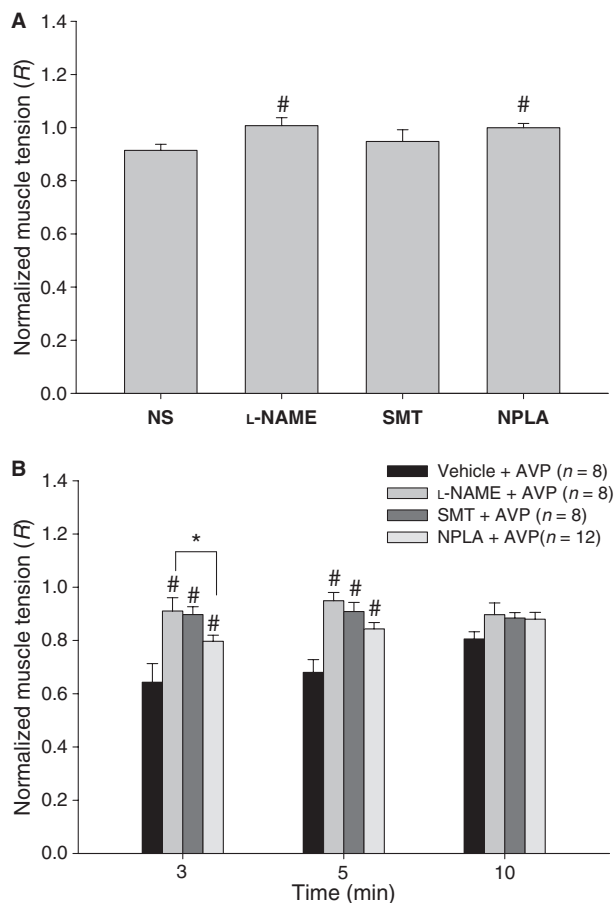 A
Normalized muscle tension (R)
1.4
1.2
1.0
0.8
0.6
0.4
0.2
0.0
#
#
NS
L-NAME
SMT
NPLA
B
Normalized muscle tension (R)
1.4
1.2
1.0
0.8
0.6
0.4
0.2
0.0
Vehicle + AVP (n = 8)
L-NAME + AVP (n = 8)
SMT + AVP (n = 8)
NPLA + AVP(n = 12)
*
# # #
# # #
3
5
10
Time (min)